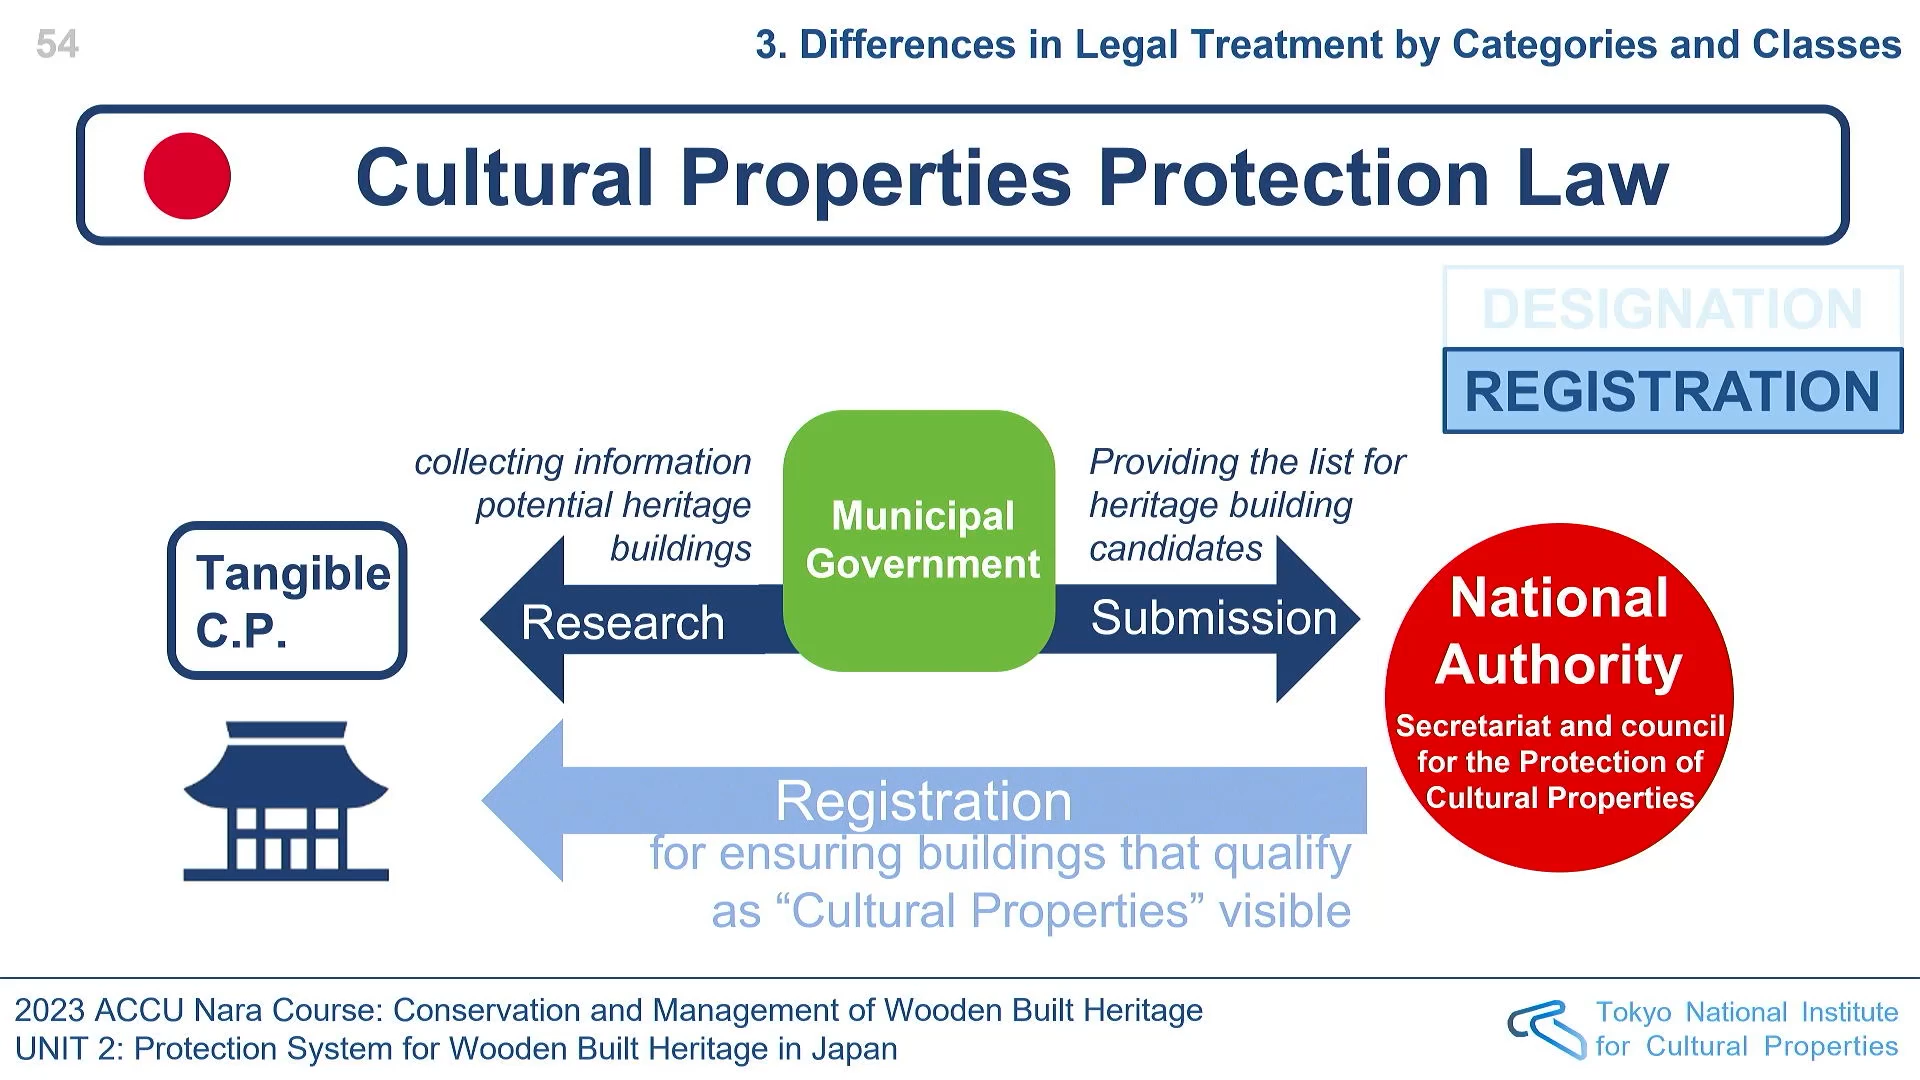 54
3. Differences in Legal Treatment by Categories and Classes
Cultural Properties Protection Law
DESIGNATION
REGISTRATION
collecting information
potential heritage
buildings
Municipal
Government
Providing the list for
heritage building
candidates
Tangible
C.P.
Research
Submission
National
Authority
Secretariat and council
for the Protection of
Cultural Properties
Registration
for ensuring buildings that qualify
as “Cultural Properties” visible
2023 ACCU Nara Course: Conservation and Management of Wooden Built Heritage
UNIT 2: Protection System for Wooden Built Heritage in Japan
Tokyo National Institute
for Cultural Properties